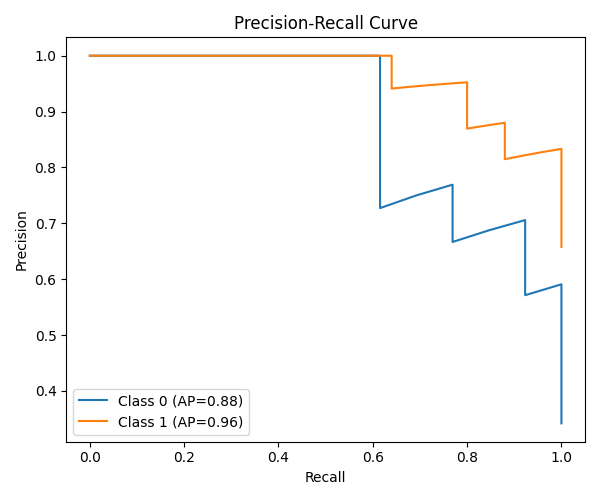 Precision-Recall Curve
1.0
0.9
0.8
0.7
0.6
0.5
0.4
Precision
Class 0 (AP=0.88)
Class 1 (AP=0.96)
0.0 0.2 0.4 0.6 0.8 1.0
Recall